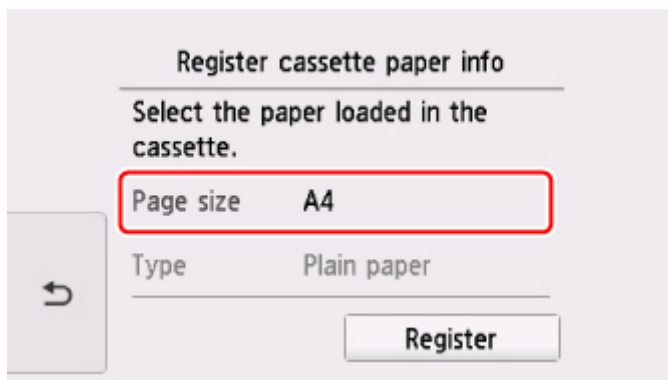 Register cassette paper info
Select the paper loaded in the
cassette.
Page size A4
Type Plain paper
Register